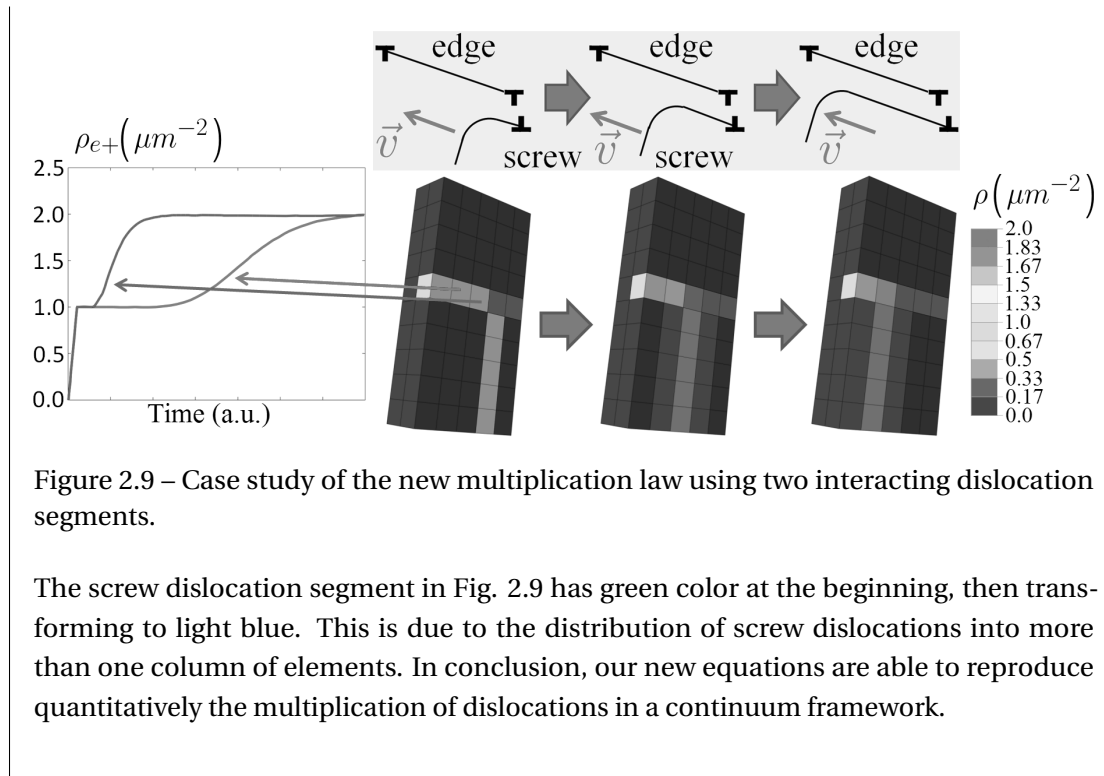 edge edge edge
v⃗ screw v⃗ screw v⃗
ρe+(μm⁻²)
2.5
2.0
1.5
1.0
0.5
0.0
Time (a.u.)
ρ(μm⁻²)
2.0
1.83
1.67
1.5
1.33
1.0
0.67
0.5
0.33
0.17
0.0
Figure 2.9 – Case study of the new multiplication law using two interacting dislocation
segments.
The screw dislocation segment in Fig. 2.9 has green color at the beginning, then trans-
forming to light blue. This is due to the distribution of screw dislocations into more
than one column of elements. In conclusion, our new equations are able to reproduce
quantitatively the multiplication of dislocations in a continuum framework.